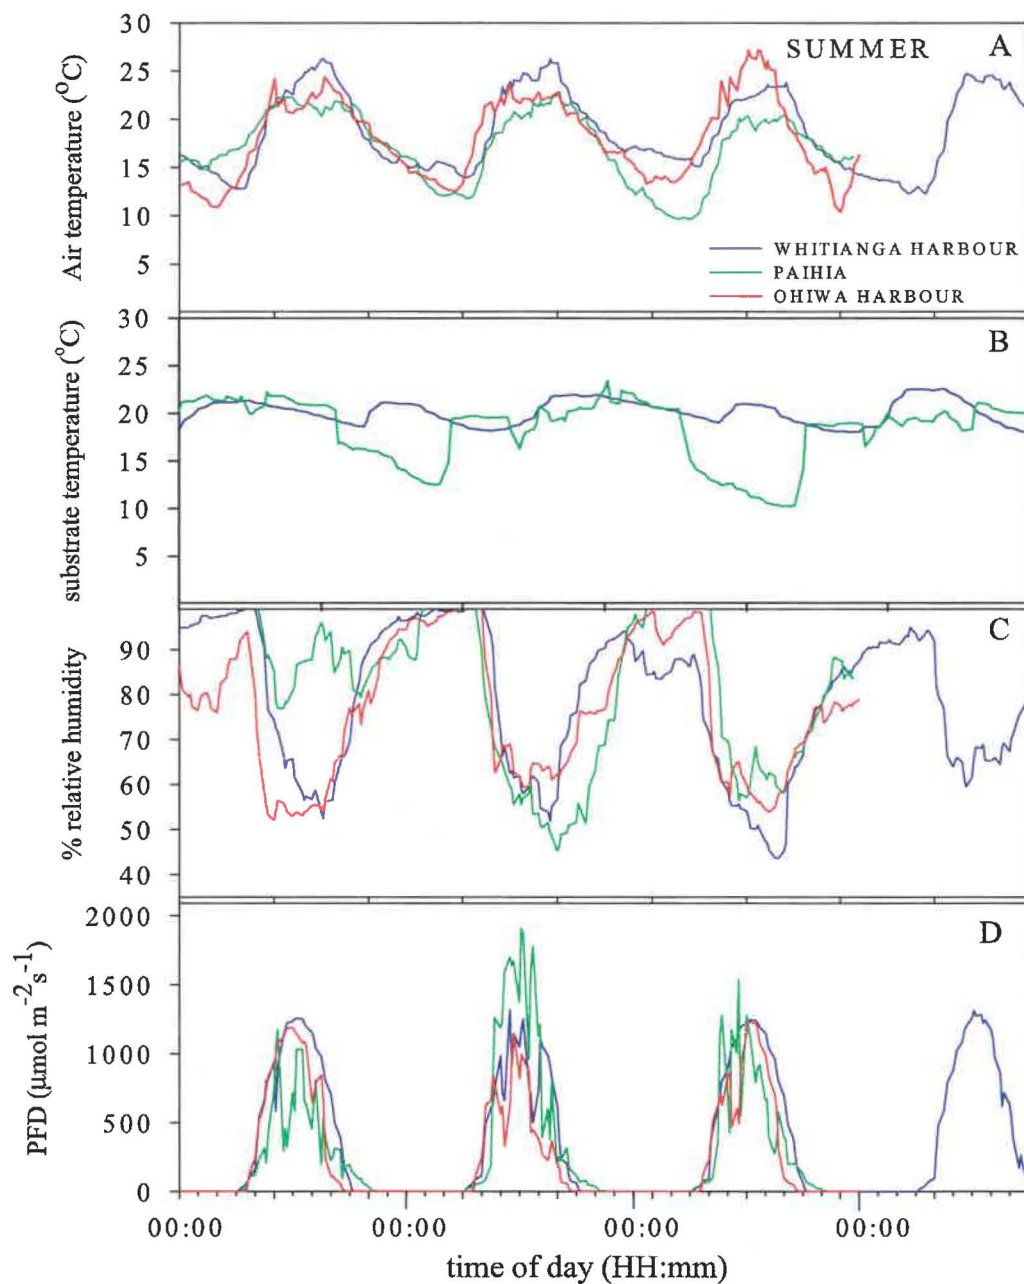 SUMMER
A
Air temperature (°C)
30
25
20
15
10
5
WHITIANGA HARBOUR
PAIHIA
OHIWA HARBOUR
B
substrate temperature (°C)
30
25
20
15
10
5
C
% relative humidity
90
80
70
60
50
40
D
PFD (µmol m⁻²s⁻¹)
2000
1500
1000
500
0
00:00 00:00 00:00 00:00
time of day (HH:mm)